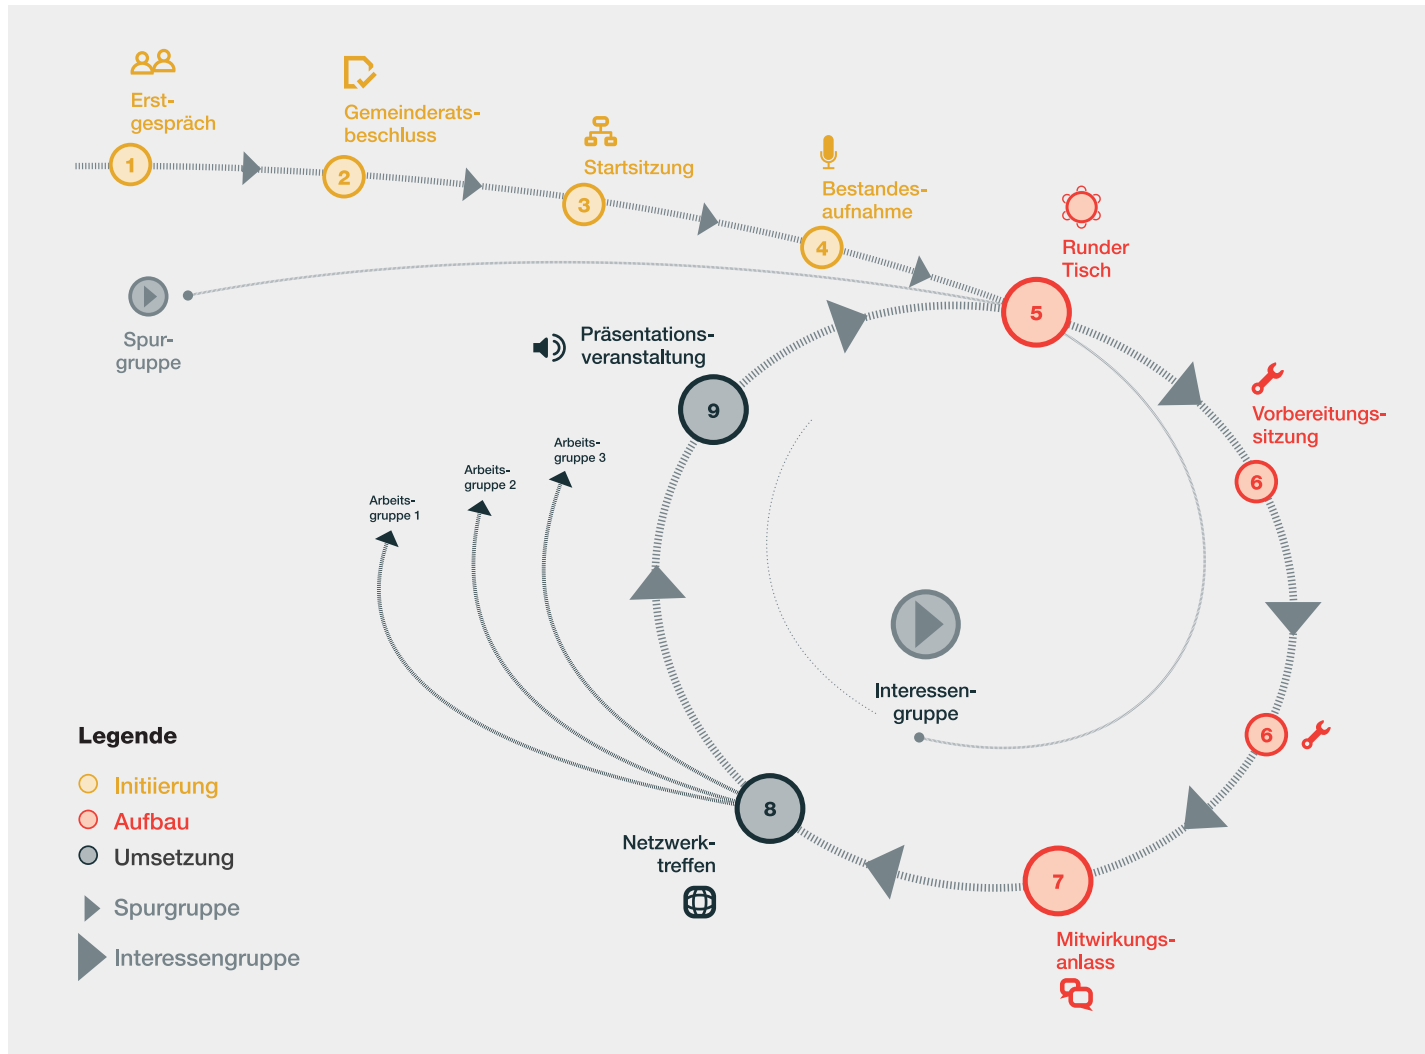 Erst-
gespräch
1
Gemeinderats-
beschluss
2
Startsitzung
3
Bestandes-
aufnahme
4
Runder
Tisch
5
Spur-
gruppe
Präsentations-
veranstaltung
9
Vorbereitungs-
sitzung
6
Arbeits-
gruppe 1
Arbeits-
gruppe 2
Arbeits-
gruppe 3
Interessen-
gruppe
6
8
Netzwerk-
treffen
7
Mitwirkungs-
anlass
Legende
Initiierung
Aufbau
Umsetzung
Spurgruppe
Interessengruppe